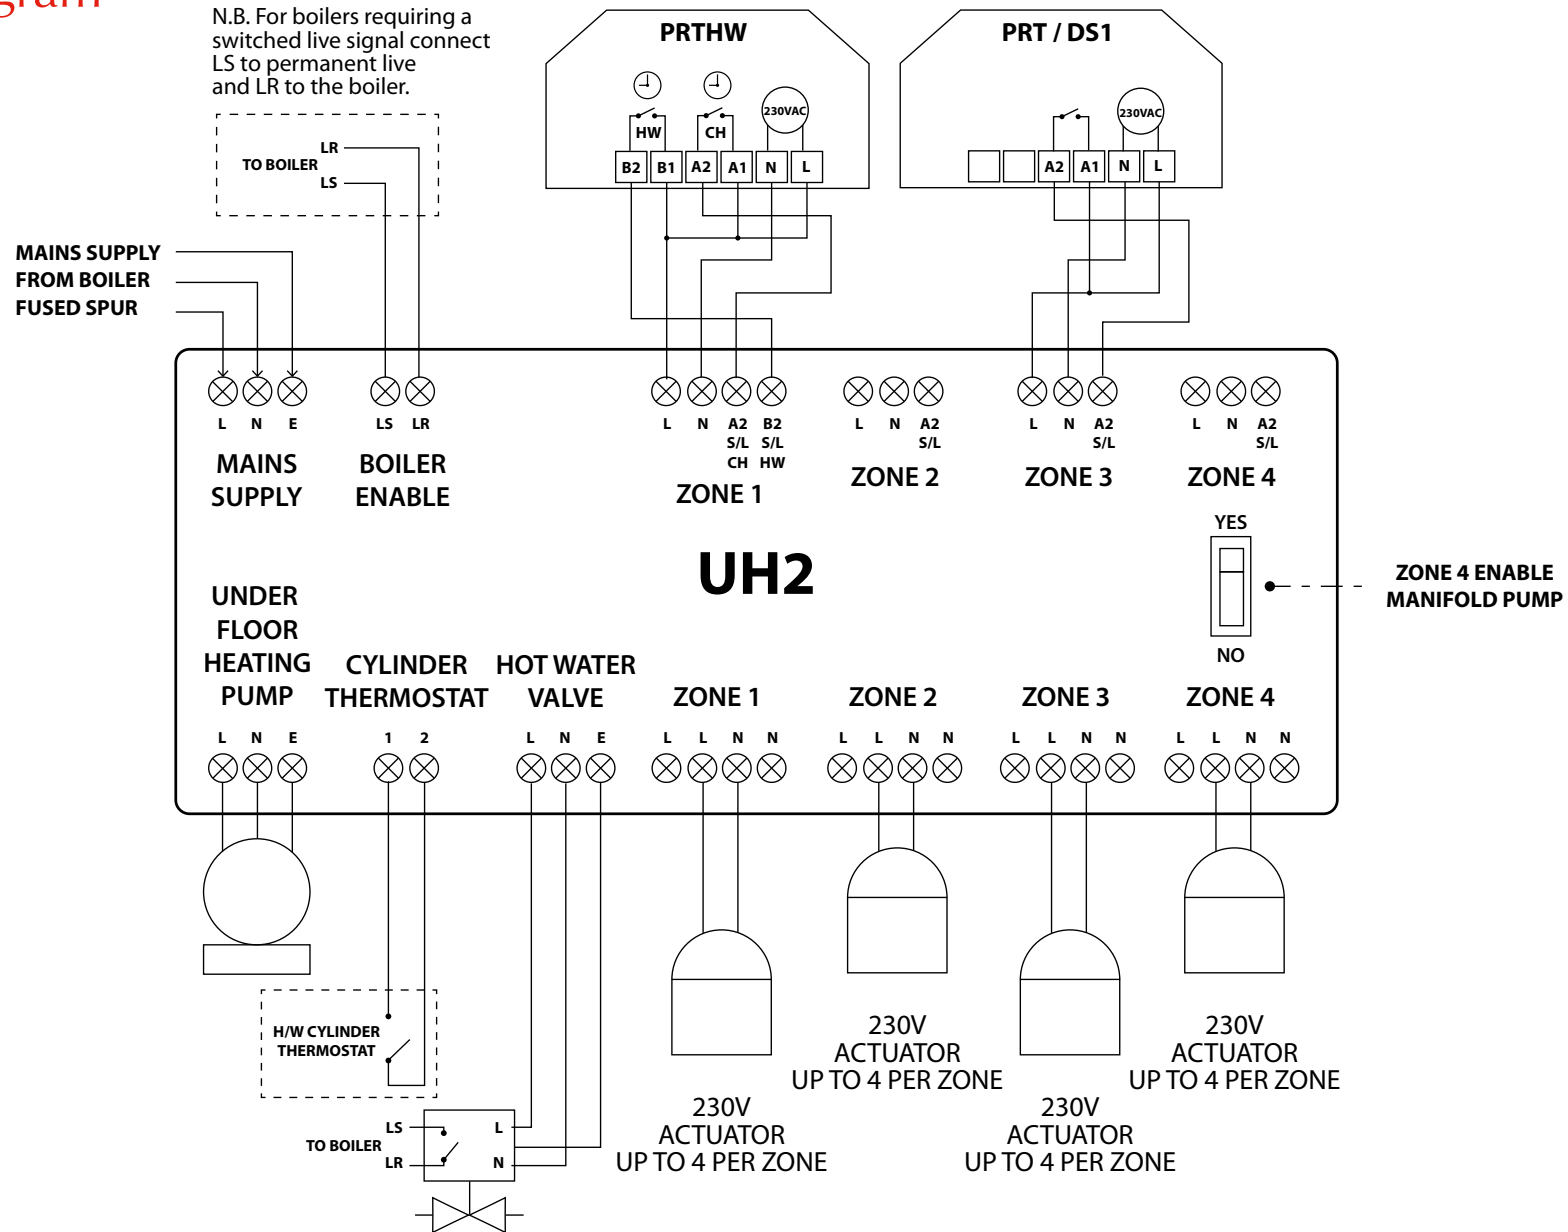 gram
N.B. For boilers requiring a
switched live signal connect
LS to permanent live
and LR to the boiler.
PRTHW
PRT / DS1
230VAC
230VAC
HW CH
B2 B1 A2 A1 N L
A2 A1 N L
LR
TO BOILER
LS
MAINS SUPPLY
FROM BOILER
FUSED SPUR
L N E
LS LR
L N A2 B2
S/L S/L
CH HW
L N A2
S/L
L N A2
S/L
L N A2
S/L
MAINS
SUPPLY
BOILER
ENABLE
ZONE 1
ZONE 2
ZONE 3
ZONE 4
YES
UH2
ZONE 4 ENABLE
MANIFOLD PUMP
NO
UNDER
FLOOR
HEATING
PUMP
CYLINDER
THERMOSTAT
HOT WATER
VALVE
ZONE 1
ZONE 2
ZONE 3
ZONE 4
L N E
1 2
L N E
L L N N
L L N N
L L N N
L L N N
H/W CYLINDER
THERMOSTAT
LS
TO BOILER
LR
L
N
230V
ACTUATOR
UP TO 4 PER ZONE
230V
ACTUATOR
UP TO 4 PER ZONE
230V
ACTUATOR
UP TO 4 PER ZONE
230V
ACTUATOR
UP TO 4 PER ZONE